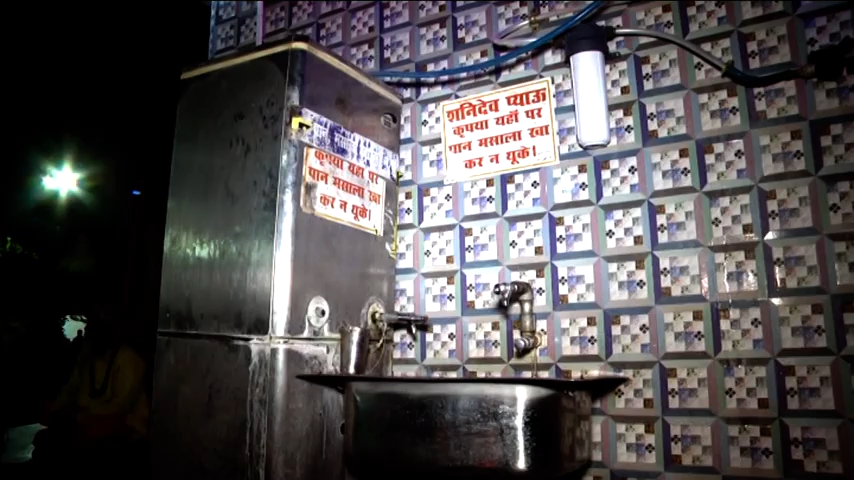 शनिदेव प्याऊ
कृपया यहाँ पर
पान मसाला खा
कर न थूके।
कृपया यहा पर
पान मसाला खा
कर न थूके।